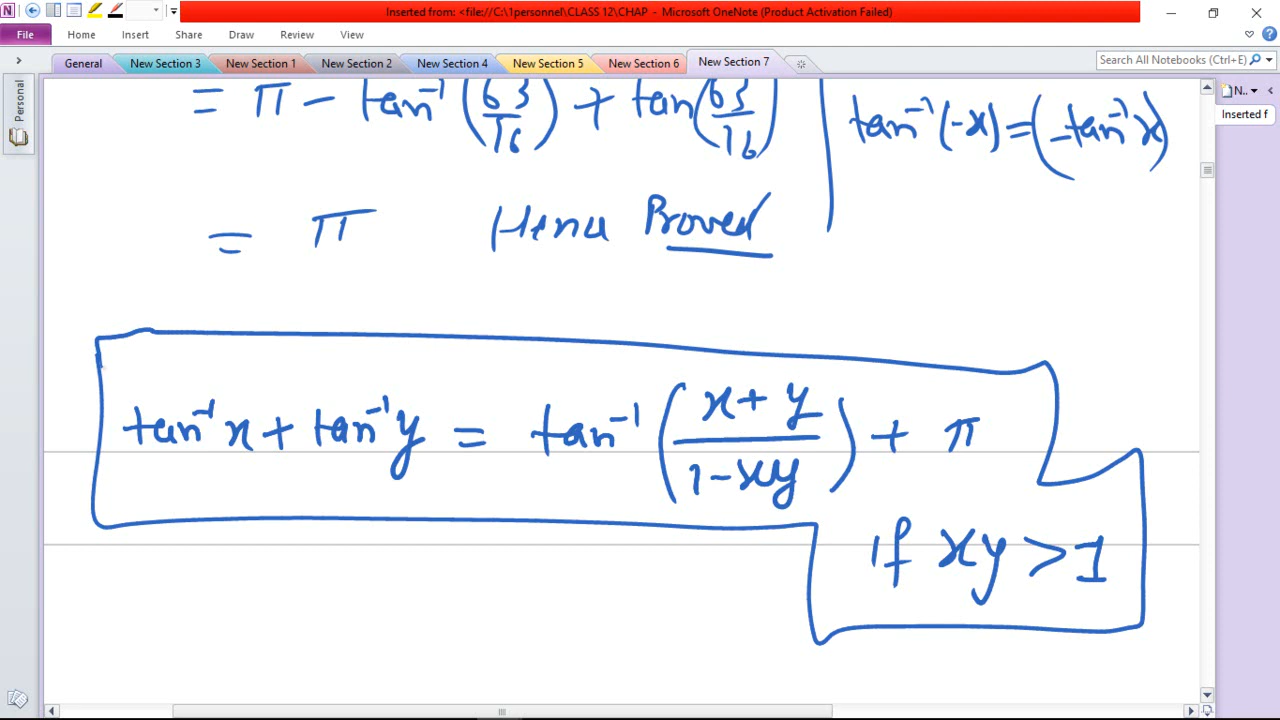 Inserted from: <file://C:\1personnel\CLASS 12\CHAP - Microsoft OneNote (Product Activation Failed)
File Home Insert Share Draw Review View
General New Section 3 New Section 1 New Section 2 New Section 4 New Section 5 New Section 6 New Section 7
Search All Notebooks (Ctrl+E)
Personal
N..
Inserted f
= π - tan⁻¹(63/16) + tan(63/16)
tan⁻¹(-x) = (-tan⁻¹x)
= π Hence Proved
tan⁻¹x + tan⁻¹y = tan⁻¹((x+y)/(1-xy)) + π
if xy > 1